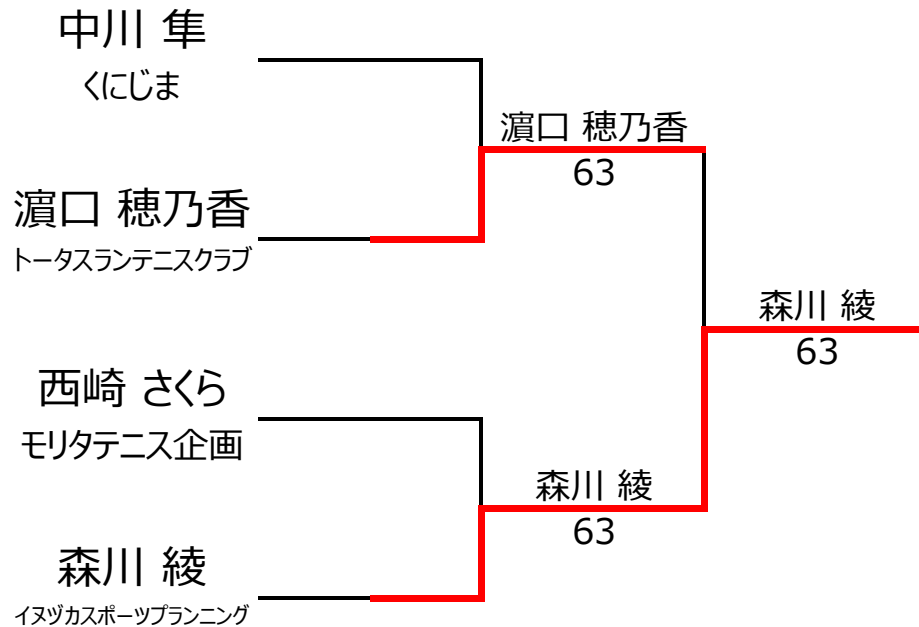 中川 隼
くにじま
濵口 穂乃香
トータスランテニスクラブ
西崎 さくら
モリタテニス企画
森川 綾
イヌヅカスポーツプランニング
濵口 穂乃香
63
森川 綾
63
森川 綾
63